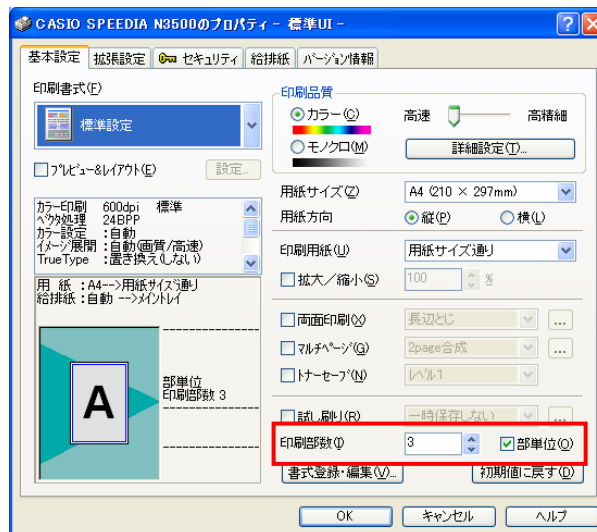 CASIO SPEEDIA N3500のプロパティ - 標準UI -
基本設定 拡張設定 セキュリティ 給排紙 バージョン情報
印刷書式(F)
標準設定
プレビュー&レイアウト(E) 設定...
カラー印刷 600dpi 標準
ベクタ処理 24BPP
カラー設定 :自動
イメージ展開 :自動(画質/高速)
TrueType :置き換え(しない)
用 紙 :A4-->用紙サイズ通り
給排紙:自動 -->メイントレイ
A
部単位
印刷部数 3
印刷品質
カラー(C) 高速 高精細
モノクロ(M) 詳細設定(T)...
用紙サイズ(Z) A4 (210 × 297mm)
用紙方向 縦(P) 横(L)
印刷用紙(U) 用紙サイズ通り
拡大/縮小(S) 100 %
両面印刷(X) 長辺とじ ...
マルチページ(G) 2page合成 ...
トナーセーブ(N) レベル1
試し刷り(R) 一時保存しない ...
印刷部数(I) 3 部単位(O)
書式登録・編集(V)... 初期値に戻す(D)
OK キャンセル ヘルプ